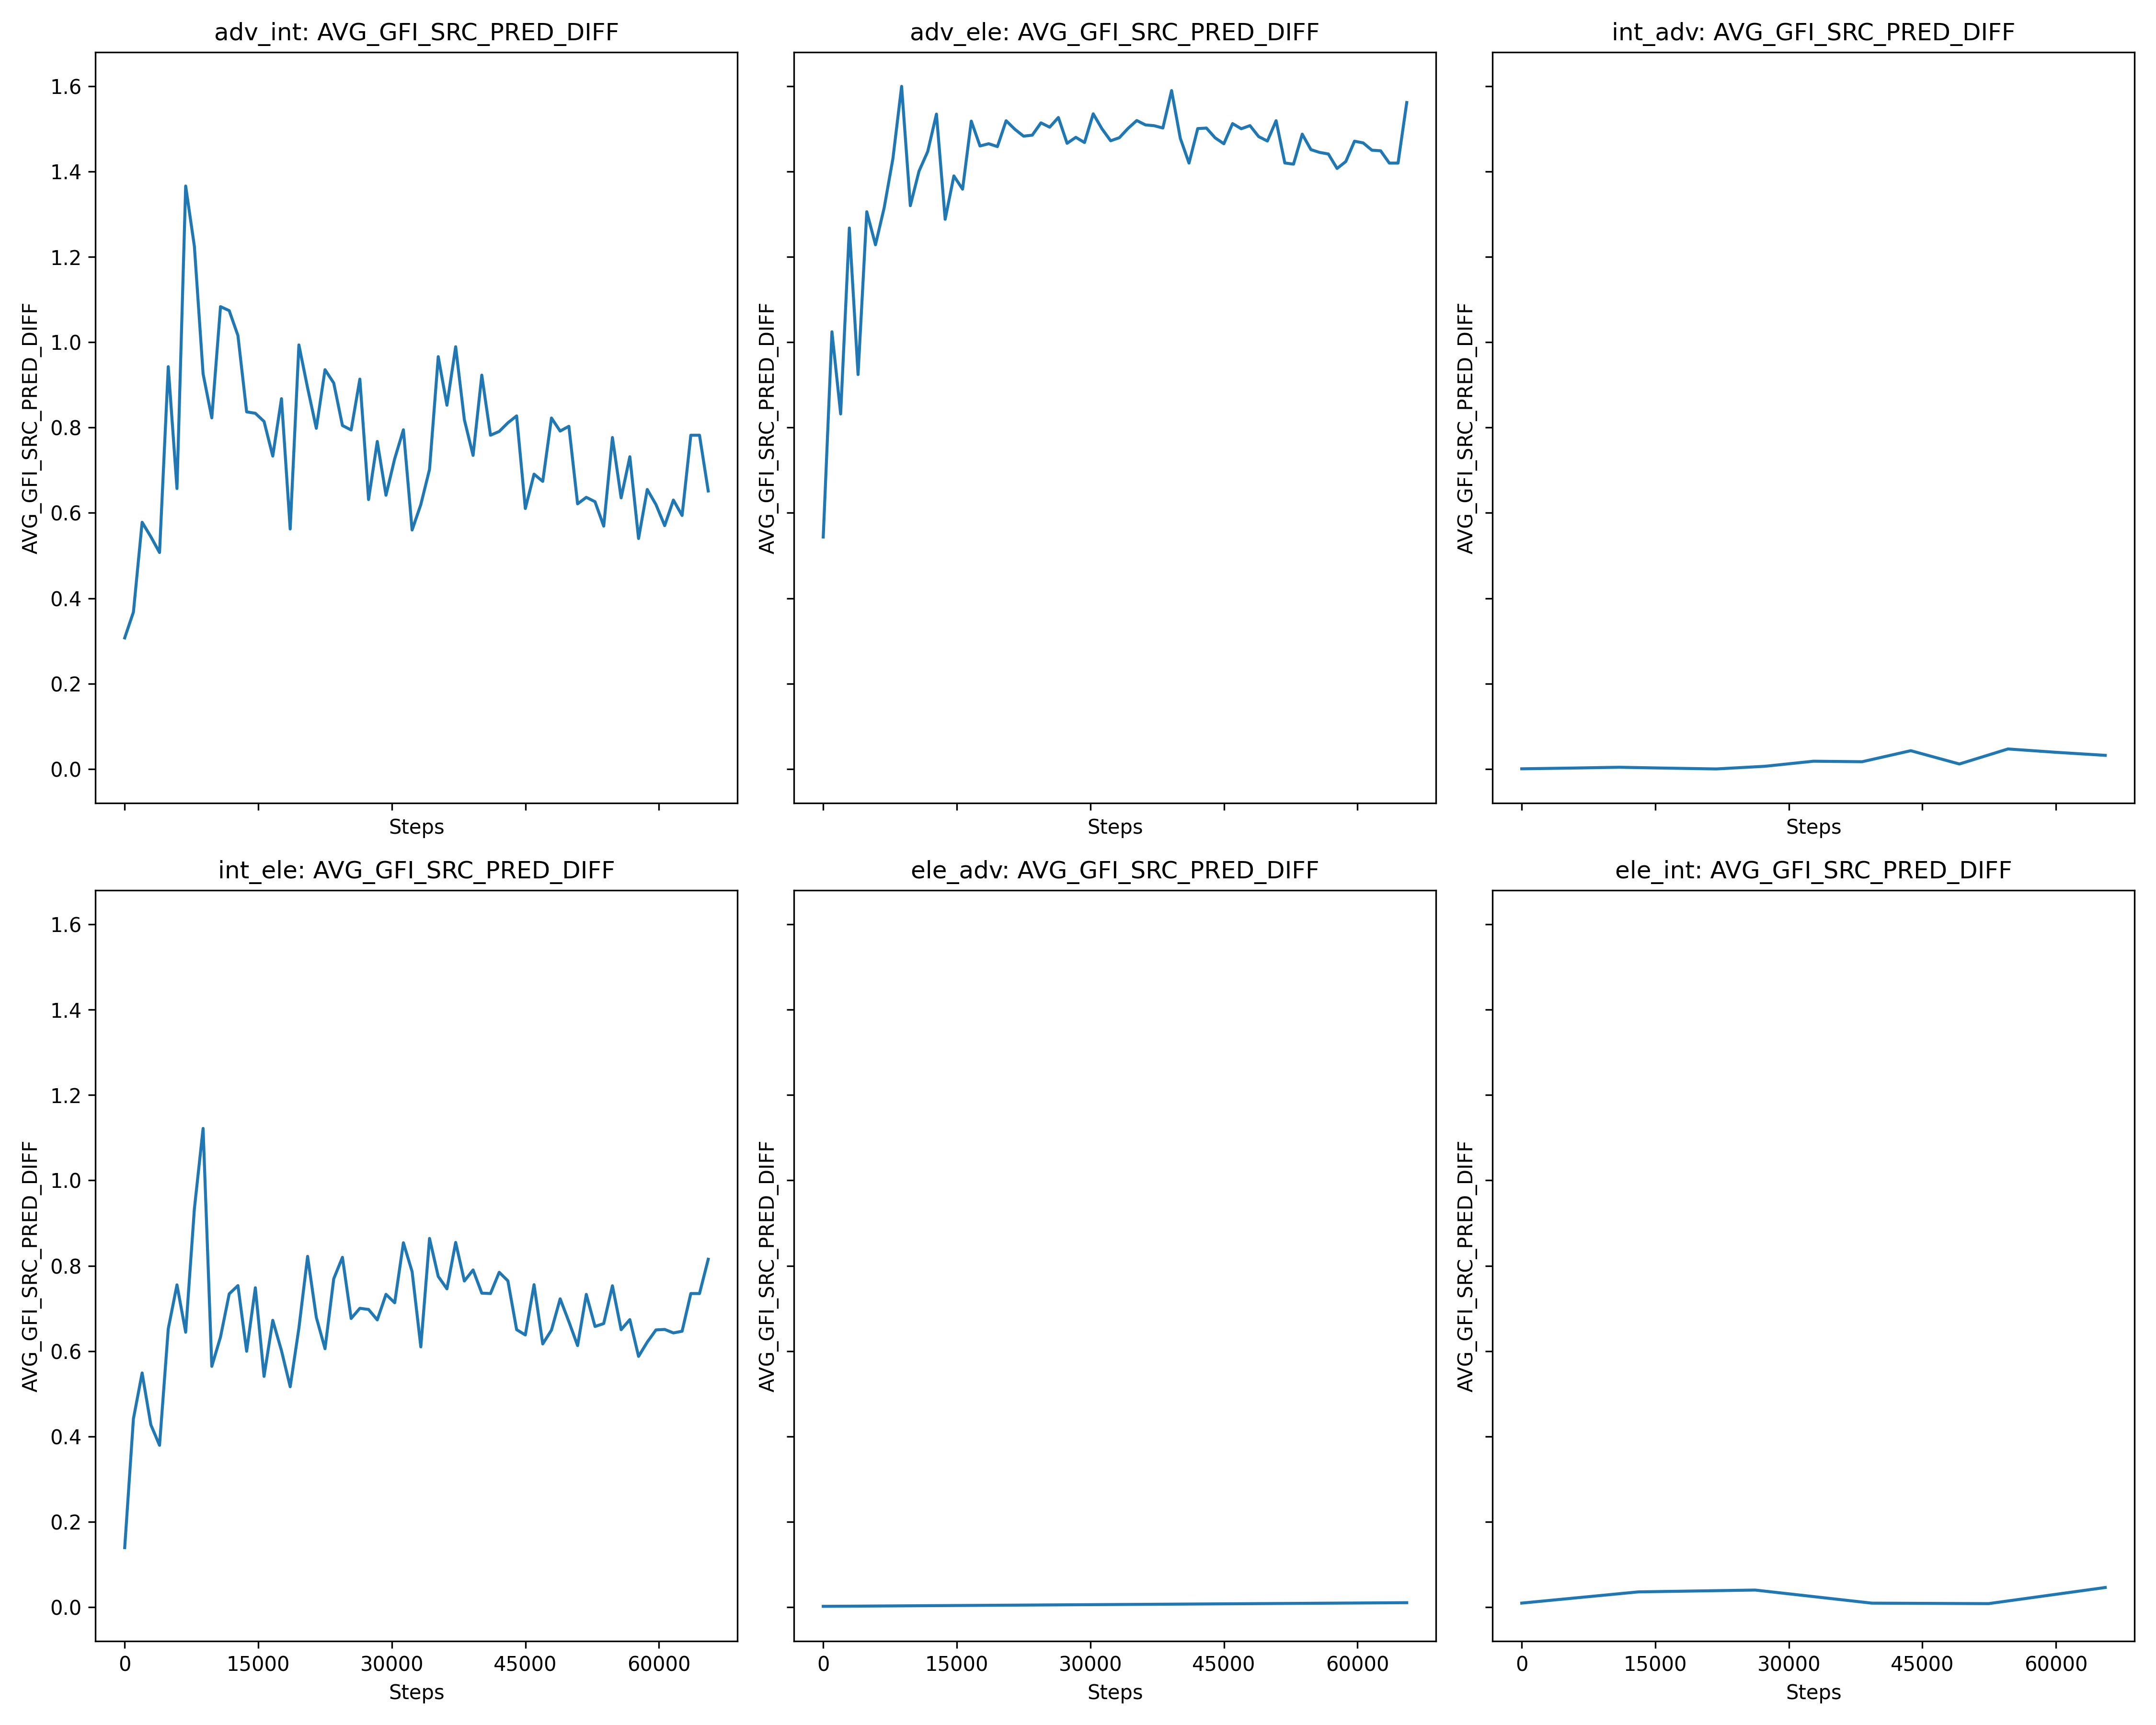 adv_int: AVG_GFI_SRC_PRED_DIFF
adv_ele: AVG_GFI_SRC_PRED_DIFF
int_adv: AVG_GFI_SRC_PRED_DIFF
1.6
1.4
1.2
1.0
0.8
0.6
0.4
0.2
0.0
AVG_GFI_SRC_PRED_DIFF
AVG_GFI_SRC_PRED_DIFF
AVG_GFI_SRC_PRED_DIFF
Steps
Steps
Steps
int_ele: AVG_GFI_SRC_PRED_DIFF
ele_adv: AVG_GFI_SRC_PRED_DIFF
ele_int: AVG_GFI_SRC_PRED_DIFF
1.6
1.4
1.2
1.0
0.8
0.6
0.4
0.2
0.0
AVG_GFI_SRC_PRED_DIFF
AVG_GFI_SRC_PRED_DIFF
AVG_GFI_SRC_PRED_DIFF
0 15000 30000 45000 60000
0 15000 30000 45000 60000
0 15000 30000 45000 60000
Steps
Steps
Steps